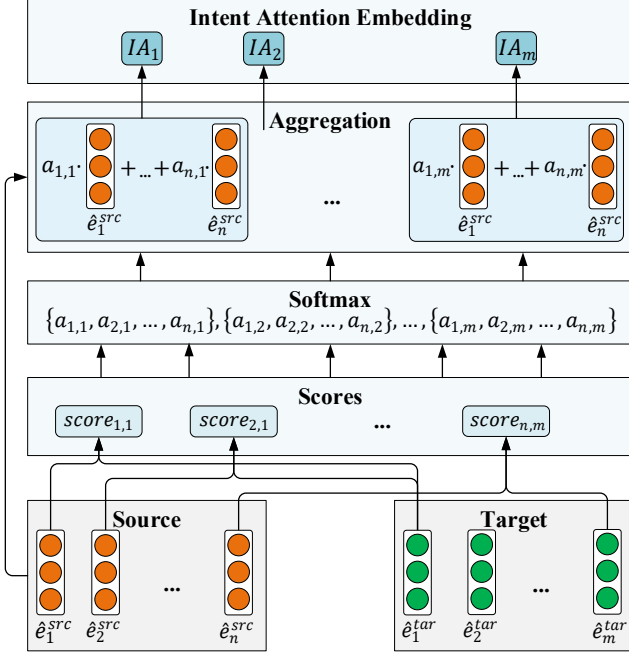 Intent Attention Embedding
IA₁ IA₂ IAₘ
Aggregation
a₁,₁· +...+ aₙ,₁· ... a₁,ₘ· +...+ aₙ,ₘ·
ê₁ˢʳᶜ êₙˢʳᶜ ê₁ˢʳᶜ êₙˢʳᶜ
Softmax
{a₁,₁, a₂,₁, ..., aₙ,₁}, {a₁,₂, a₂,₂, ..., aₙ,₂}, ..., {a₁,ₘ, a₂,ₘ, ..., aₙ,ₘ}
Scores
score₁,₁ score₂,₁ ... scoreₙ,ₘ
Source Target
... ...
ê₁ˢʳᶜ ê₂ˢʳᶜ êₙˢʳᶜ ê₁ᵗᵃʳ ê₂ᵗᵃʳ êₘᵗᵃʳ